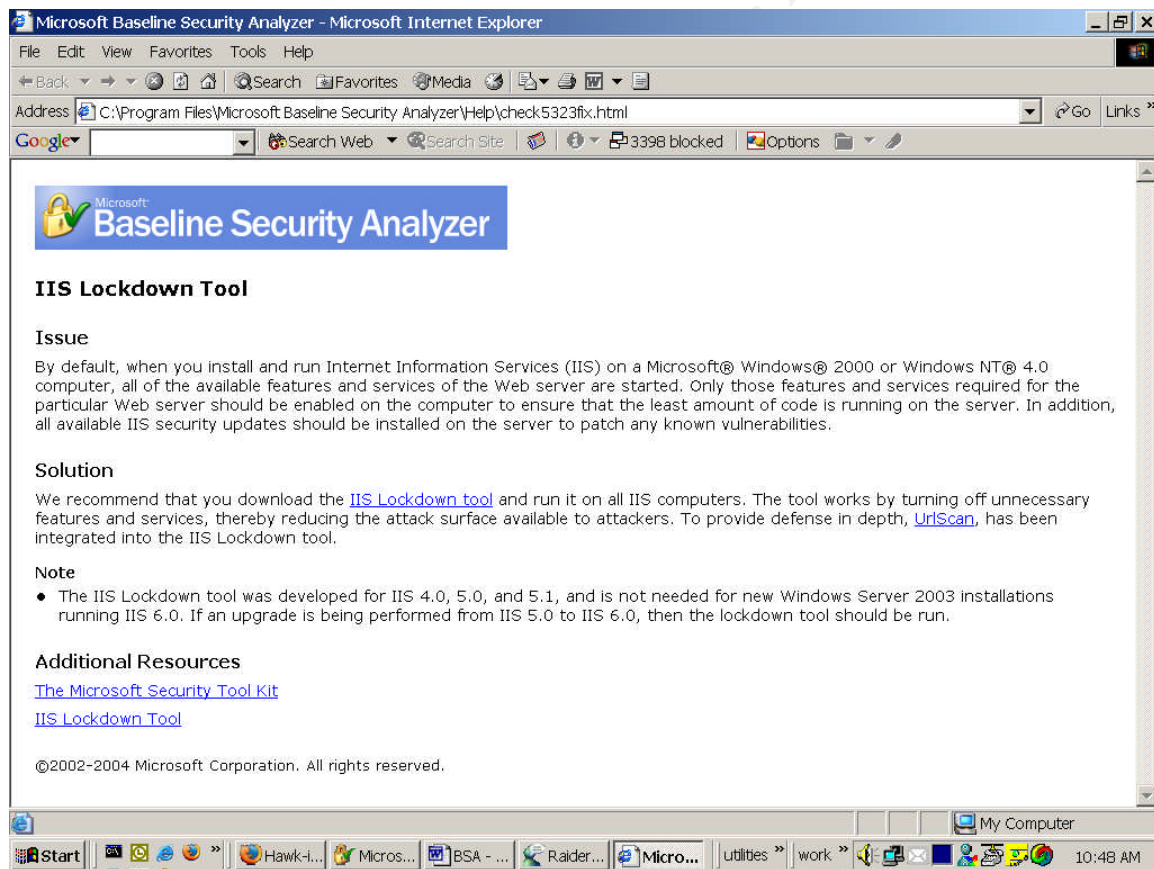 Microsoft Baseline Security Analyzer - Microsoft Internet Explorer
File Edit View Favorites Tools Help
Back Search Favorites Media
Address C:\Program Files\Microsoft Baseline Security Analyzer\Help\check5323fix.html Go Links »
Google Search Web Search Site 3398 blocked Options
Microsoft
Baseline Security Analyzer
IIS Lockdown Tool
Issue
By default, when you install and run Internet Information Services (IIS) on a Microsoft® Windows® 2000 or Windows NT® 4.0
computer, all of the available features and services of the Web server are started. Only those features and services required for the
particular Web server should be enabled on the computer to ensure that the least amount of code is running on the server. In addition,
all available IIS security updates should be installed on the server to patch any known vulnerabilities.
Solution
We recommend that you download the IIS Lockdown tool and run it on all IIS computers. The tool works by turning off unnecessary
features and services, thereby reducing the attack surface available to attackers. To provide defense in depth, UrlScan, has been
integrated into the IIS Lockdown tool.
Note
● The IIS Lockdown tool was developed for IIS 4.0, 5.0, and 5.1, and is not needed for new Windows Server 2003 installations
running IIS 6.0. If an upgrade is being performed from IIS 5.0 to IIS 6.0, then the lockdown tool should be run.
Additional Resources
The Microsoft Security Tool Kit
IIS Lockdown Tool
©2002-2004 Microsoft Corporation. All rights reserved.
My Computer
Start » Hawk-i... Micros... BSA - ... Raider... Micro... utilities » work » 10:48 AM